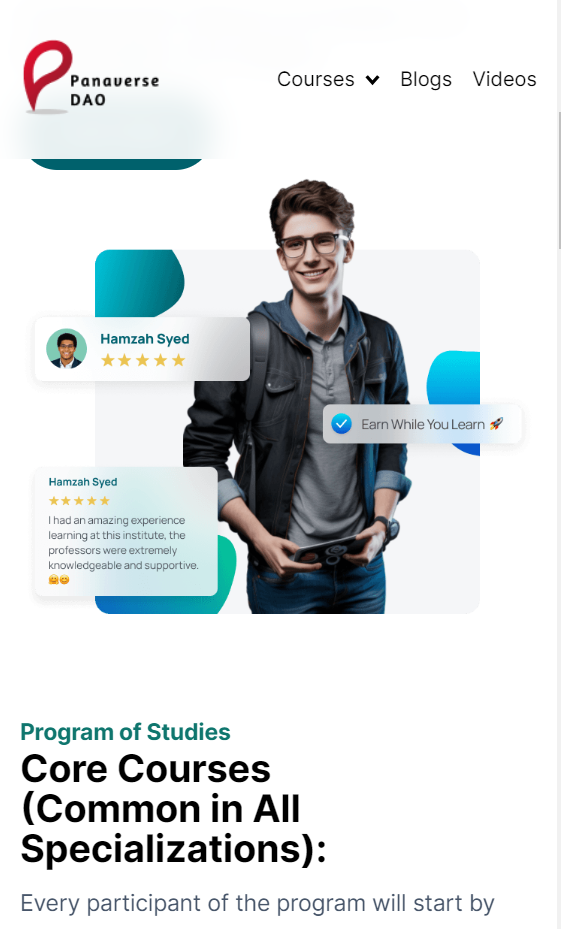 Panaverse
DAO
Courses
Blogs
Videos
Hamzah Syed
Earn While You Learn 🚀
Hamzah Syed
I had an amazing experience
learning at this institute, the
professors were extremely
knowledgeable and supportive.
🤗😊
Program of Studies
Core Courses
(Common in All
Specializations):
Every participant of the program will start by